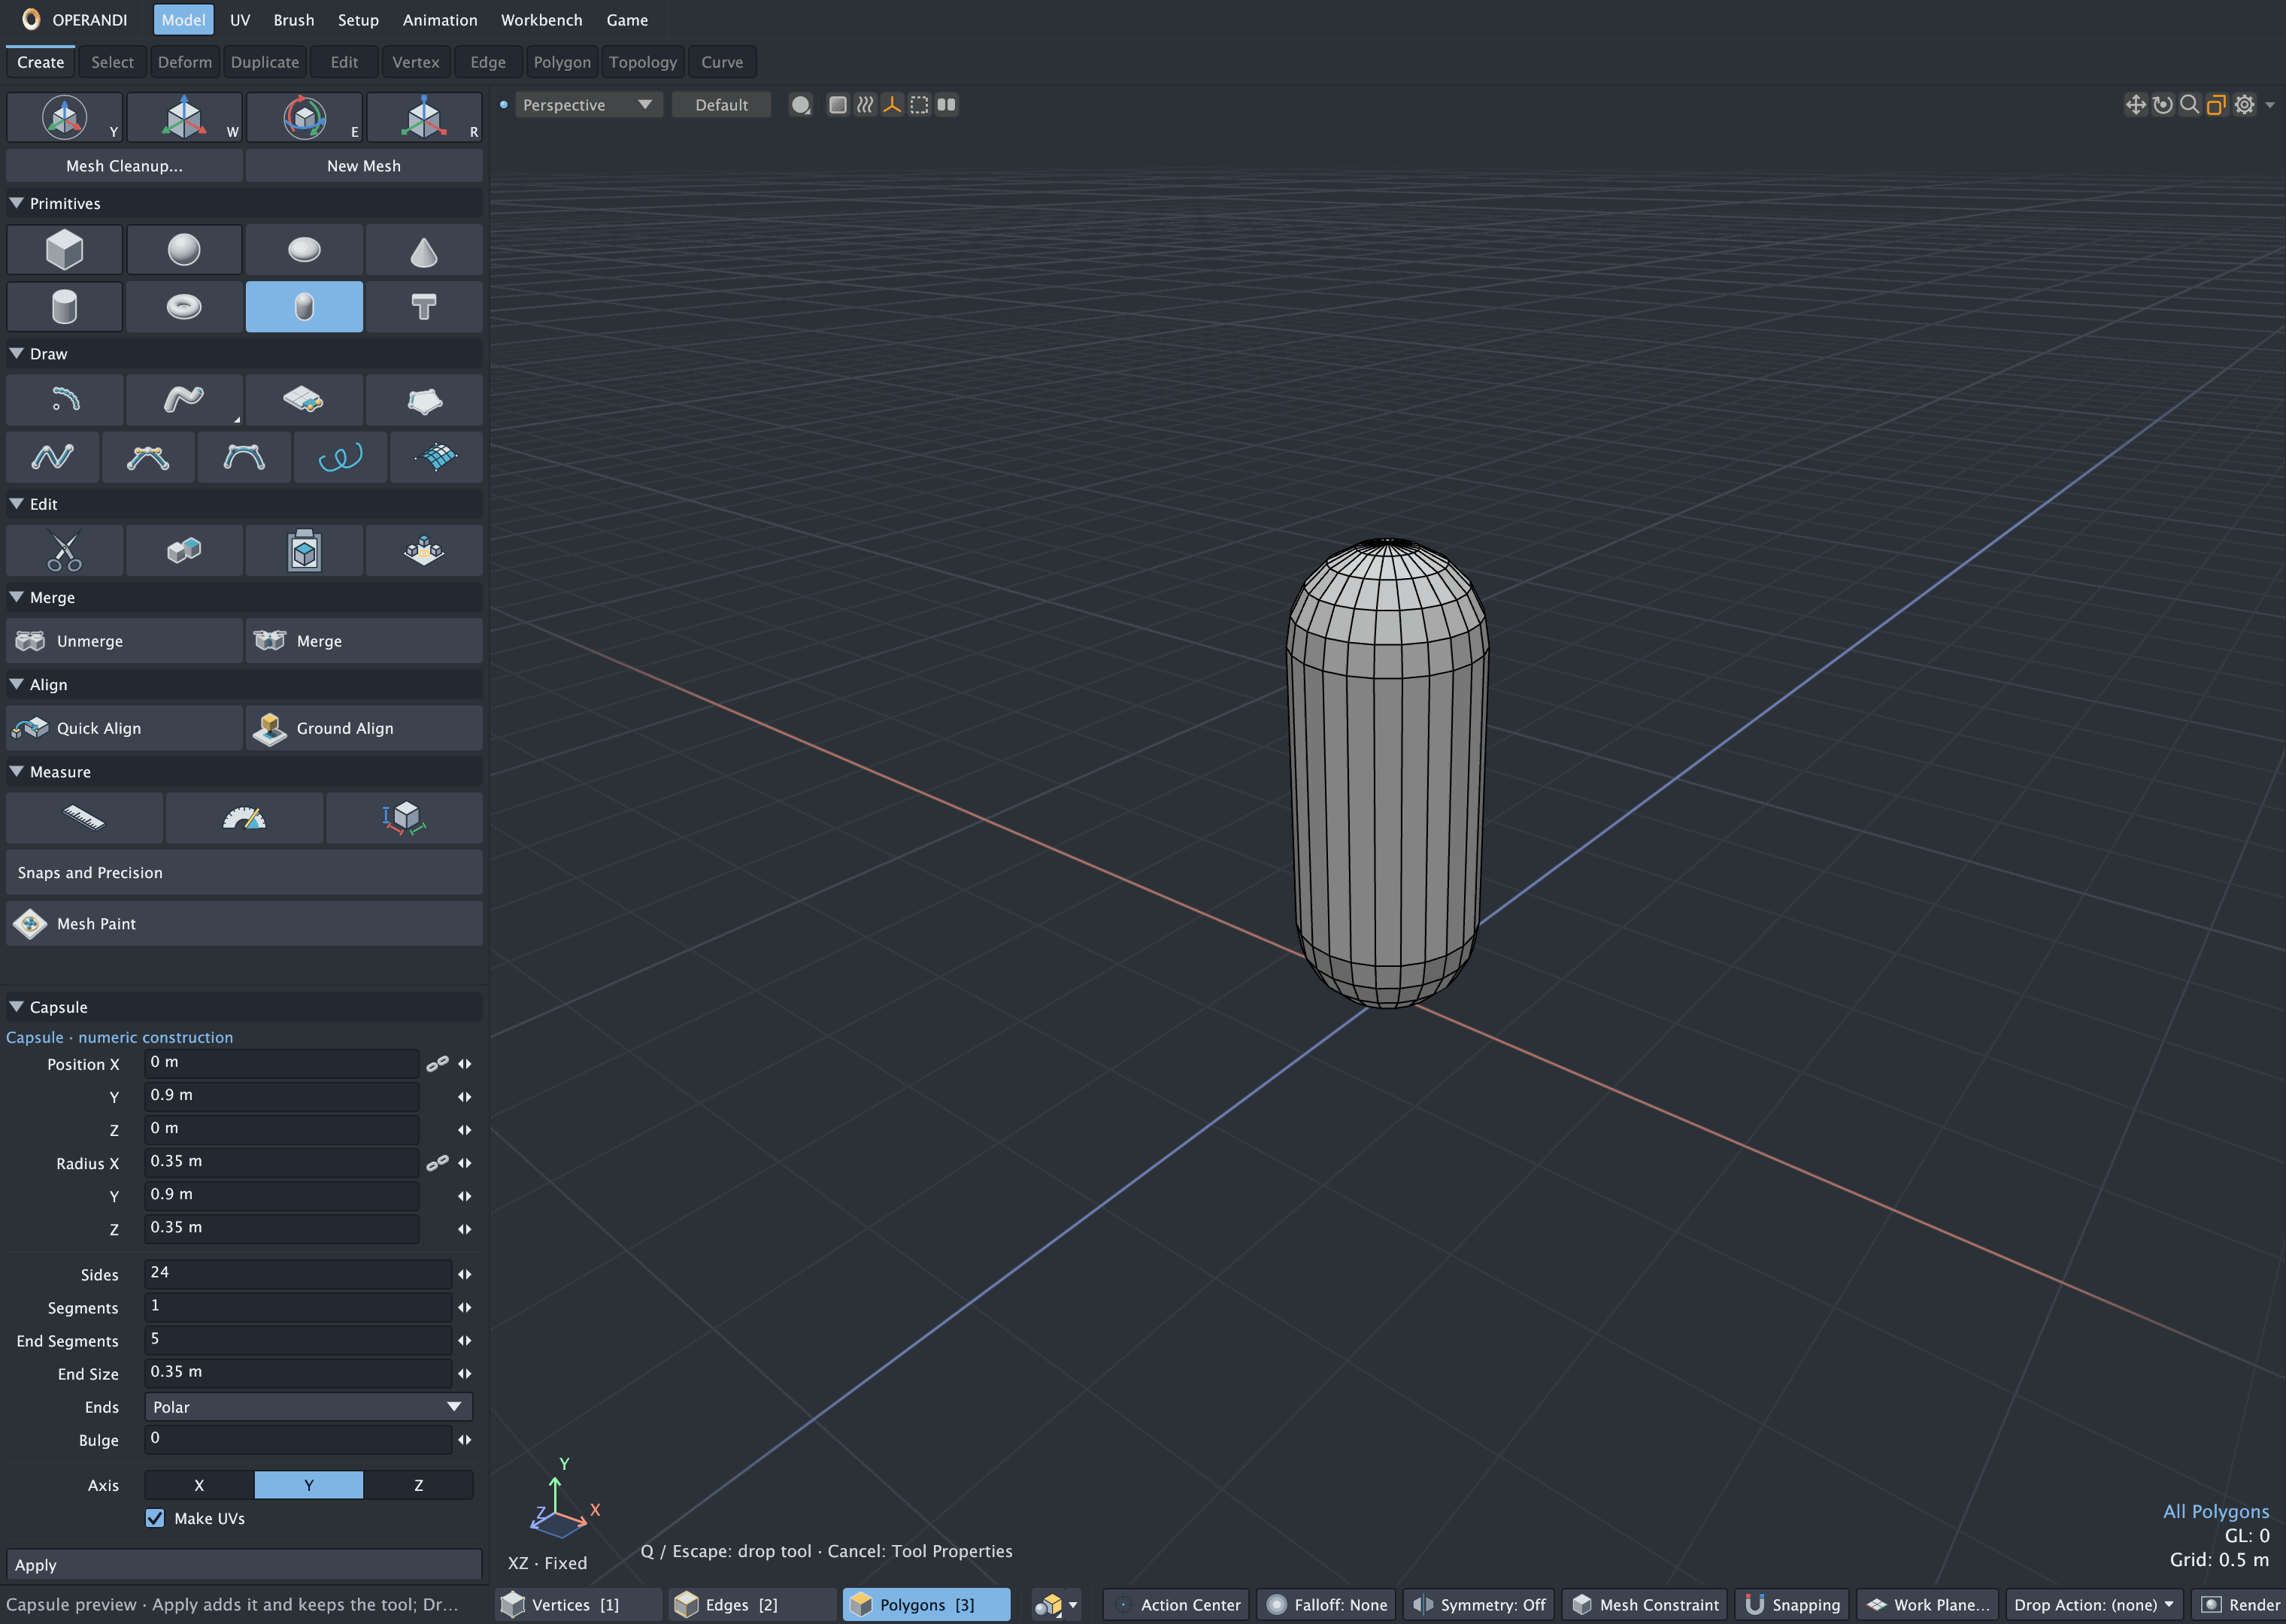 OPERANDI Model UV Brush Setup Animation Workbench Game
Create Select Deform Duplicate Edit Vertex Edge Polygon Topology Curve
Y W E R
Perspective Default
Mesh Cleanup... New Mesh
Primitives
Draw
Edit
Merge
Unmerge Merge
Align
Quick Align Ground Align
Measure
Snaps and Precision
Mesh Paint
Capsule
Capsule · numeric construction
Position X 0 m
Y 0.9 m
Z 0 m
Radius X 0.35 m
Y 0.9 m
Z 0.35 m
Sides 24
Segments 1
End Segments 5
End Size 0.35 m
Ends Polar
Bulge 0
Axis X Y Z
Make UVs
Apply
Y
Z X
XZ · Fixed
Q / Escape: drop tool · Cancel: Tool Properties
All Polygons
GL: 0
Grid: 0.5 m
Capsule preview · Apply adds it and keeps the tool; Dr...
Vertices [1] Edges [2] Polygons [3] Action Center Falloff: None Symmetry: Off Mesh Constraint Snapping Work Plane... Drop Action: (none) Render